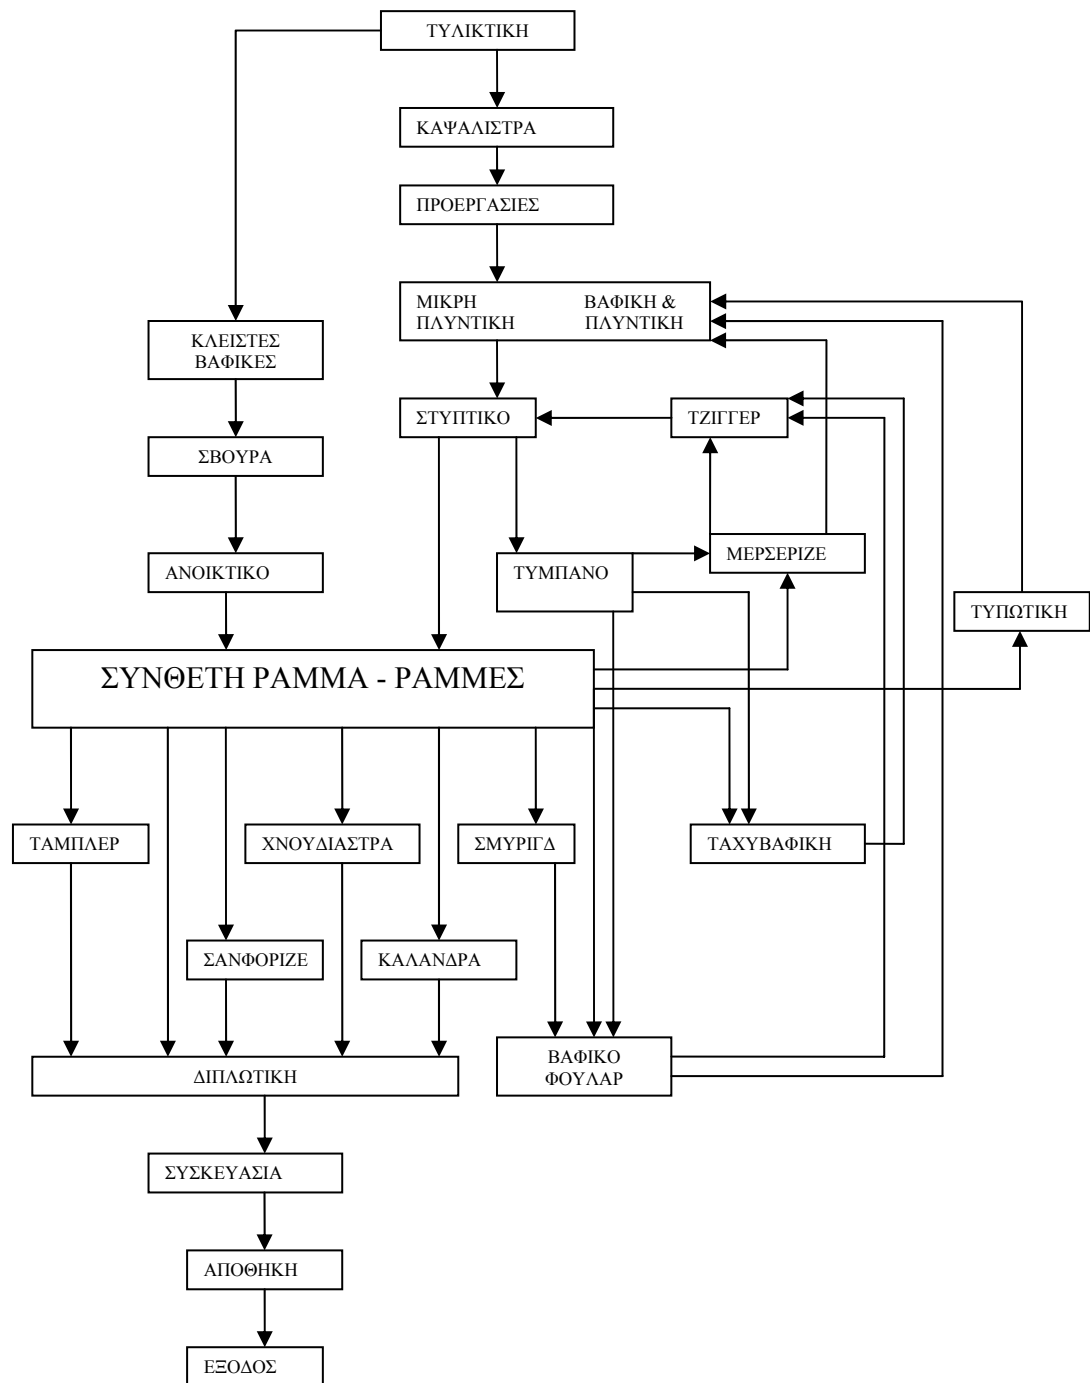 ΤΥΛΙΚΤΙΚΗ
ΚΑΨΑΛΙΣΤΡΑ
ΠΡΟΕΡΓΑΣΙΕΣ
ΜΙΚΡΗ ΒΑΦΙΚΗ &
ΠΛΥΝΤΙΚΗ ΠΛΥΝΤΙΚΗ
ΚΛΕΙΣΤΕΣ
ΒΑΦΙΚΕΣ
ΣΤΥΠΤΙΚΟ
ΤΖΙΓΓΕΡ
ΣΒΟΥΡΑ
ΜΕΡΣΕΡΙΖΕ
ΑΝΟΙΚΤΙΚΟ
ΤΥΜΠΑΝΟ
ΤΥΠΩΤΙΚΗ
ΣΥΝΘΕΤΗ ΡΑΜΜΑ - ΡΑΜΜΕΣ
ΤΑΜΠΛΕΡ
ΧΝΟΥΔΙΑΣΤΡΑ
ΣΜΥΡΙΓΔ
ΤΑΧΥΒΑΦΙΚΗ
ΣΑΝΦΟΡΙΖΕ
ΚΑΛΑΝΔΡΑ
ΒΑΦΙΚΟ
ΦΟΥΛΑΡ
ΔΙΠΛΩΤΙΚΗ
ΣΥΣΚΕΥΑΣΙΑ
ΑΠΟΘΗΚΗ
ΕΞΟΔΟΣ